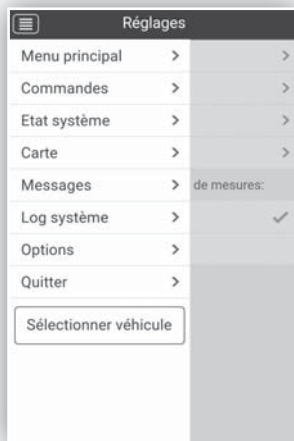 Réglages
Menu principal
Commandes
Etat système
Carte
Messages
de mesures:
Log système
Options
Quitter
Sélectionner véhicule